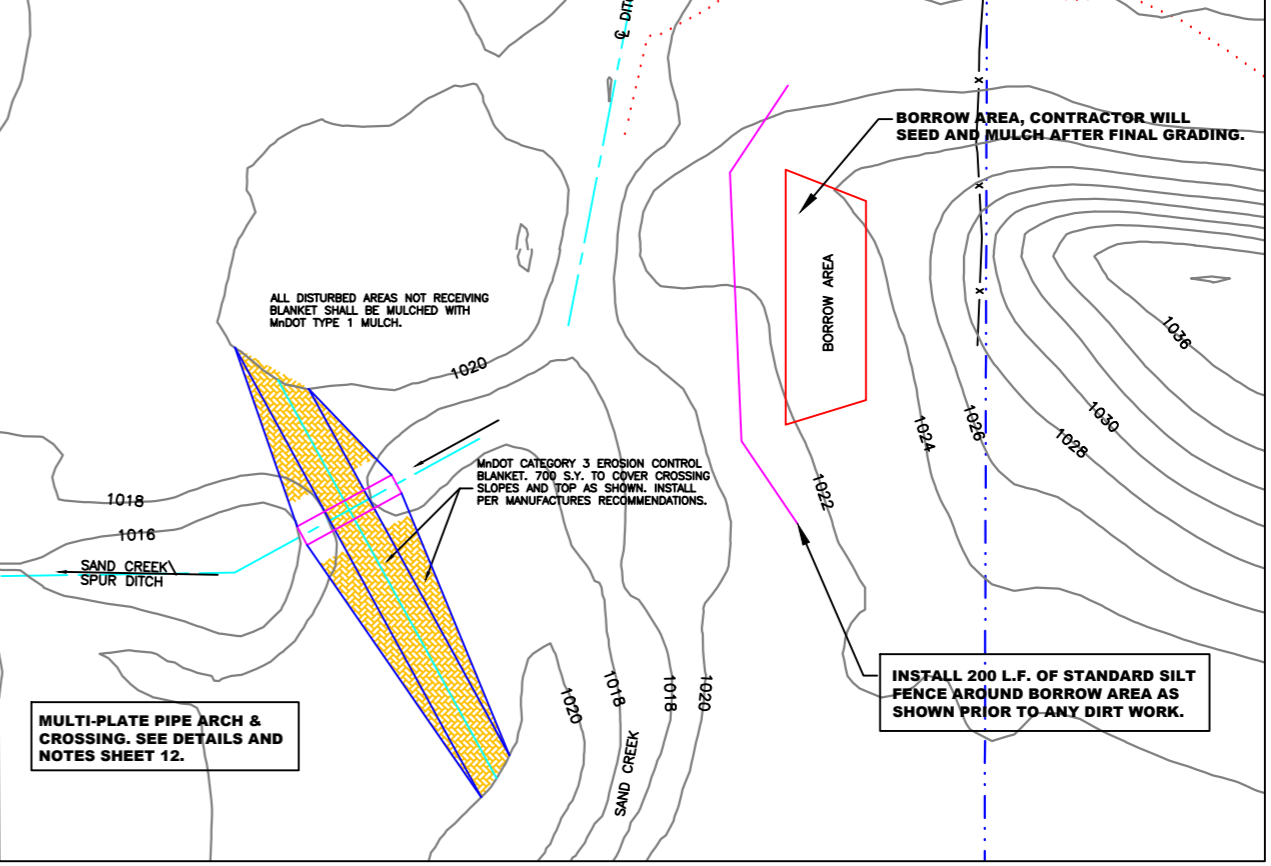 ℄ DIT
BORROW AREA, CONTRACTOR WILL
SEED AND MULCH AFTER FINAL GRADING.
x
x
x
BORROW AREA
ALL DISTURBED AREAS NOT RECEIVING
BLANKET SHALL BE MULCHED WITH
MnDOT TYPE 1 MULCH.
1036
1020
1030
1024
1026
1028
MnDOT CATEGORY 3 EROSION CONTROL
BLANKET. 700 S.Y. TO COVER CROSSING
SLOPES AND TOP AS SHOWN. INSTALL
PER MANUFACTURES RECOMMENDATIONS.
1022
1018
1016
SAND CREEK\
SPUR DITCH
INSTALL 200 L.F. OF STANDARD SILT
FENCE AROUND BORROW AREA AS
SHOWN PRIOR TO ANY DIRT WORK.
1020
1018
1018
1020
MULTI-PLATE PIPE ARCH &
CROSSING. SEE DETAILS AND
NOTES SHEET 12.
SAND CREEK